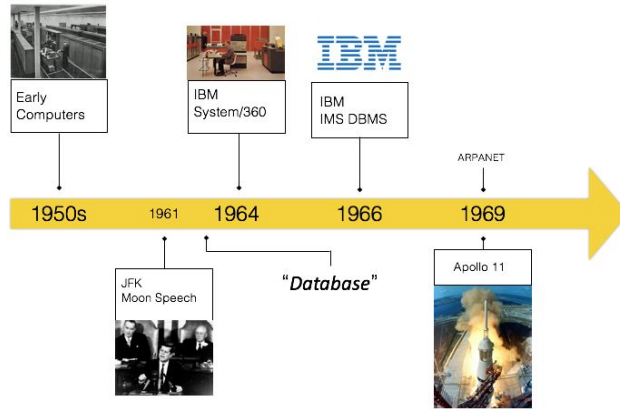 IBM
Early
Computers
IBM
System/360
IBM
IMS DBMS
ARPANET
1950s
1961
1964
1966
1969
JFK
Moon Speech
“Database”
Apollo 11